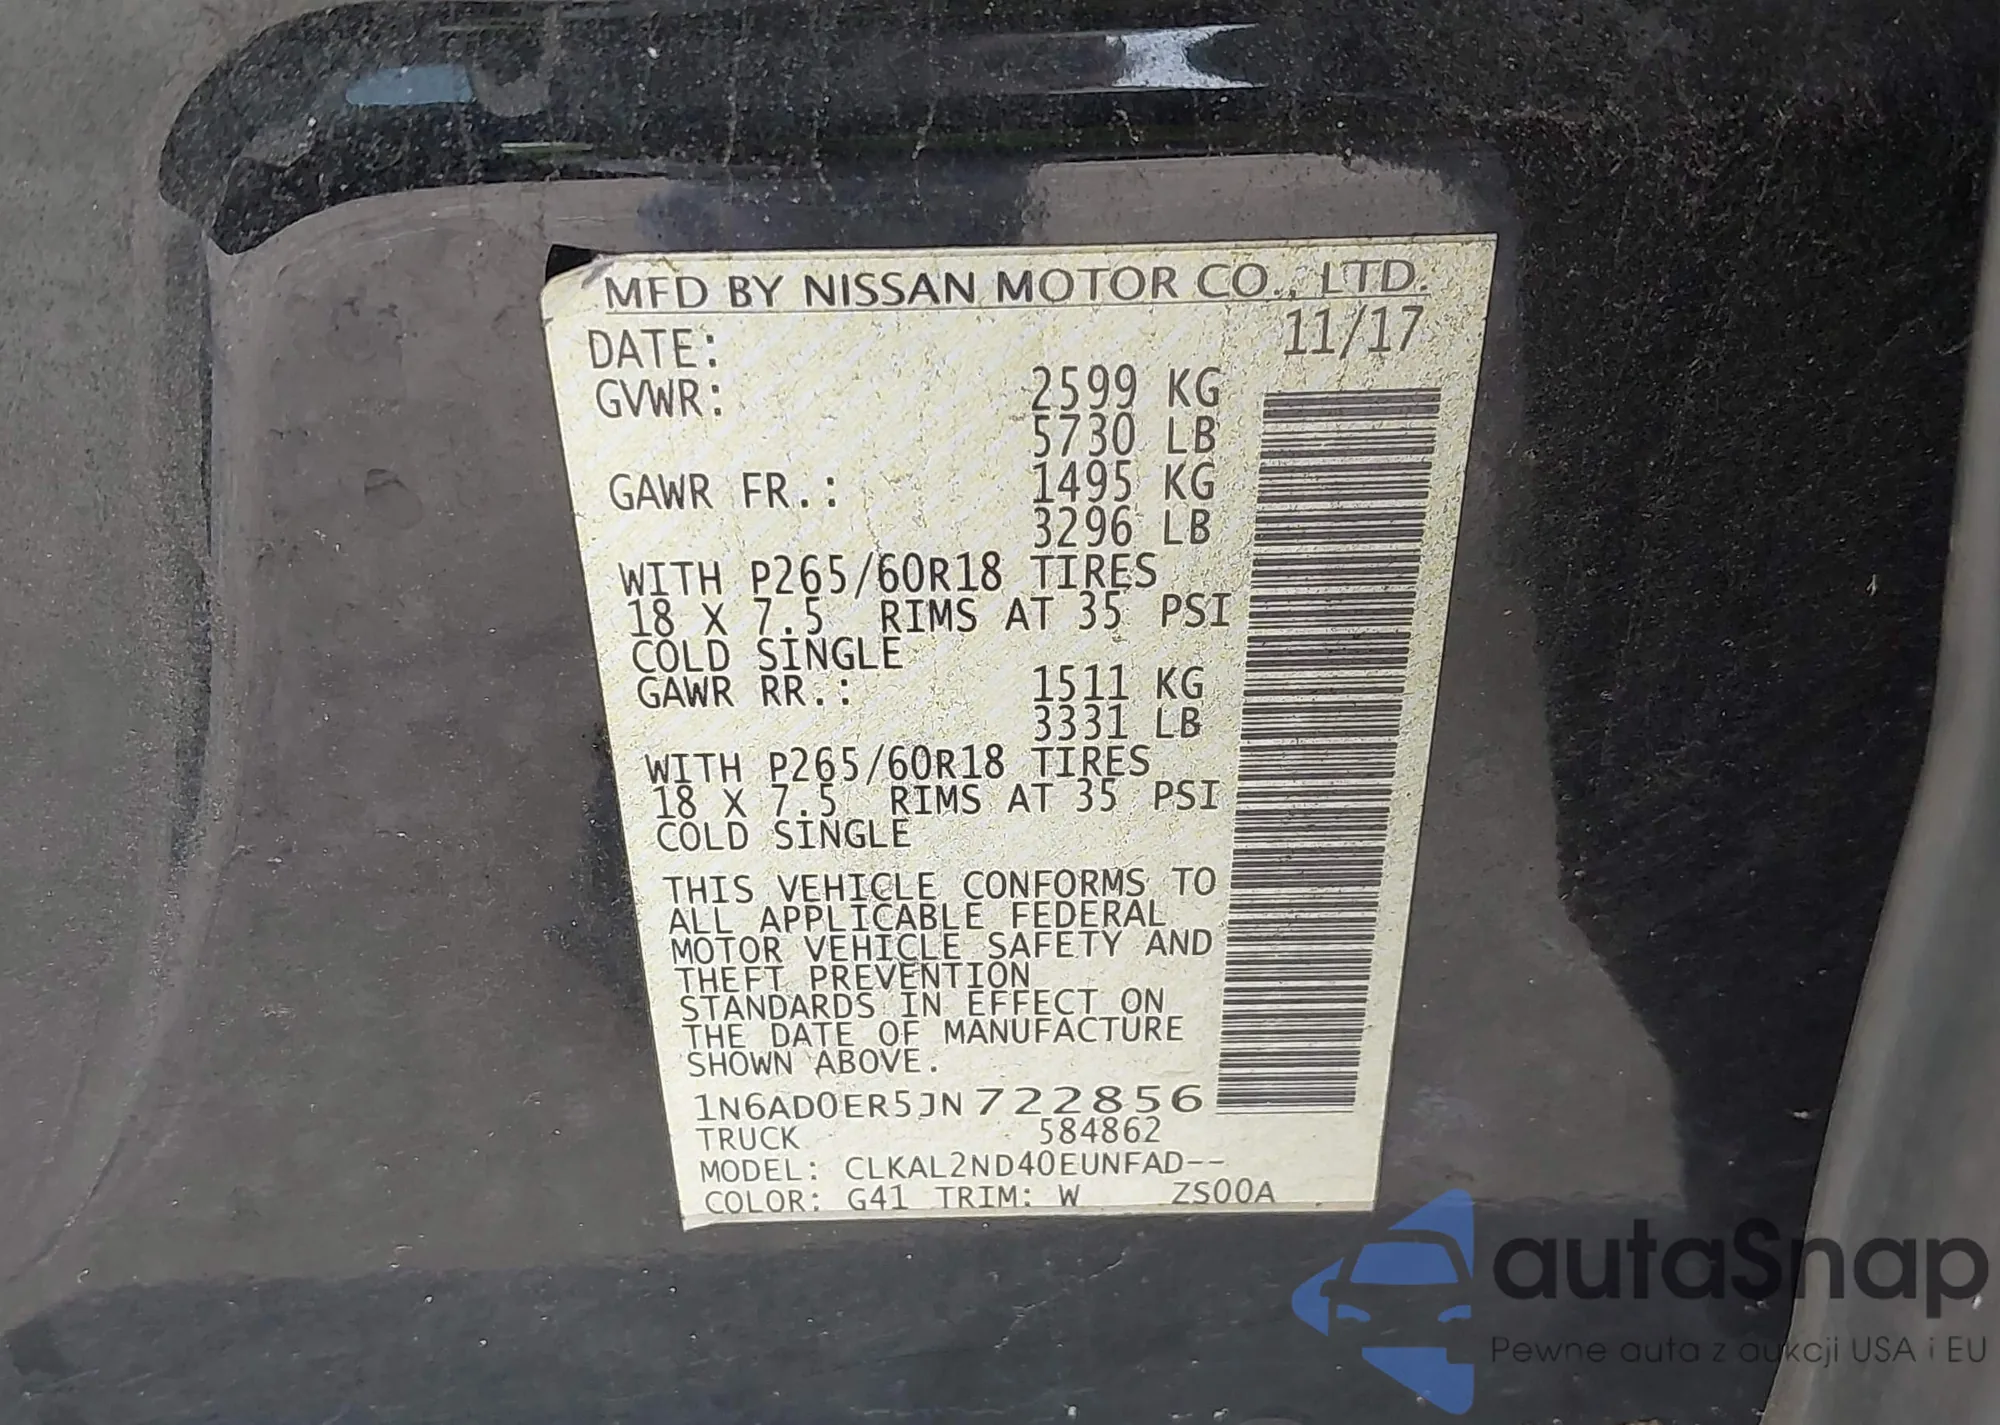 MFD BY NISSAN MOTOR CO., LTD.
DATE: 11/17
GVWR: 2599 KG
5730 LB
GAWR FR.: 1495 KG
3296 LB
WITH P265/60R18 TIRES
18 X 7.5 RIMS AT 35 PSI
COLD SINGLE
GAWR RR.: 1511 KG
3331 LB
WITH P265/60R18 TIRES
18 X 7.5 RIMS AT 35 PSI
COLD SINGLE
THIS VEHICLE CONFORMS TO
ALL APPLICABLE FEDERAL
MOTOR VEHICLE SAFETY AND
THEFT PREVENTION
STANDARDS IN EFFECT ON
THE DATE OF MANUFACTURE
SHOWN ABOVE.
1N6AD0ER5JN722856
TRUCK 584862
MODEL: CLKAL2ND40EUNFAD--
COLOR: G41 TRIM: W ZS00A
autaSnap
Pewne auta z aukcji USA i EU